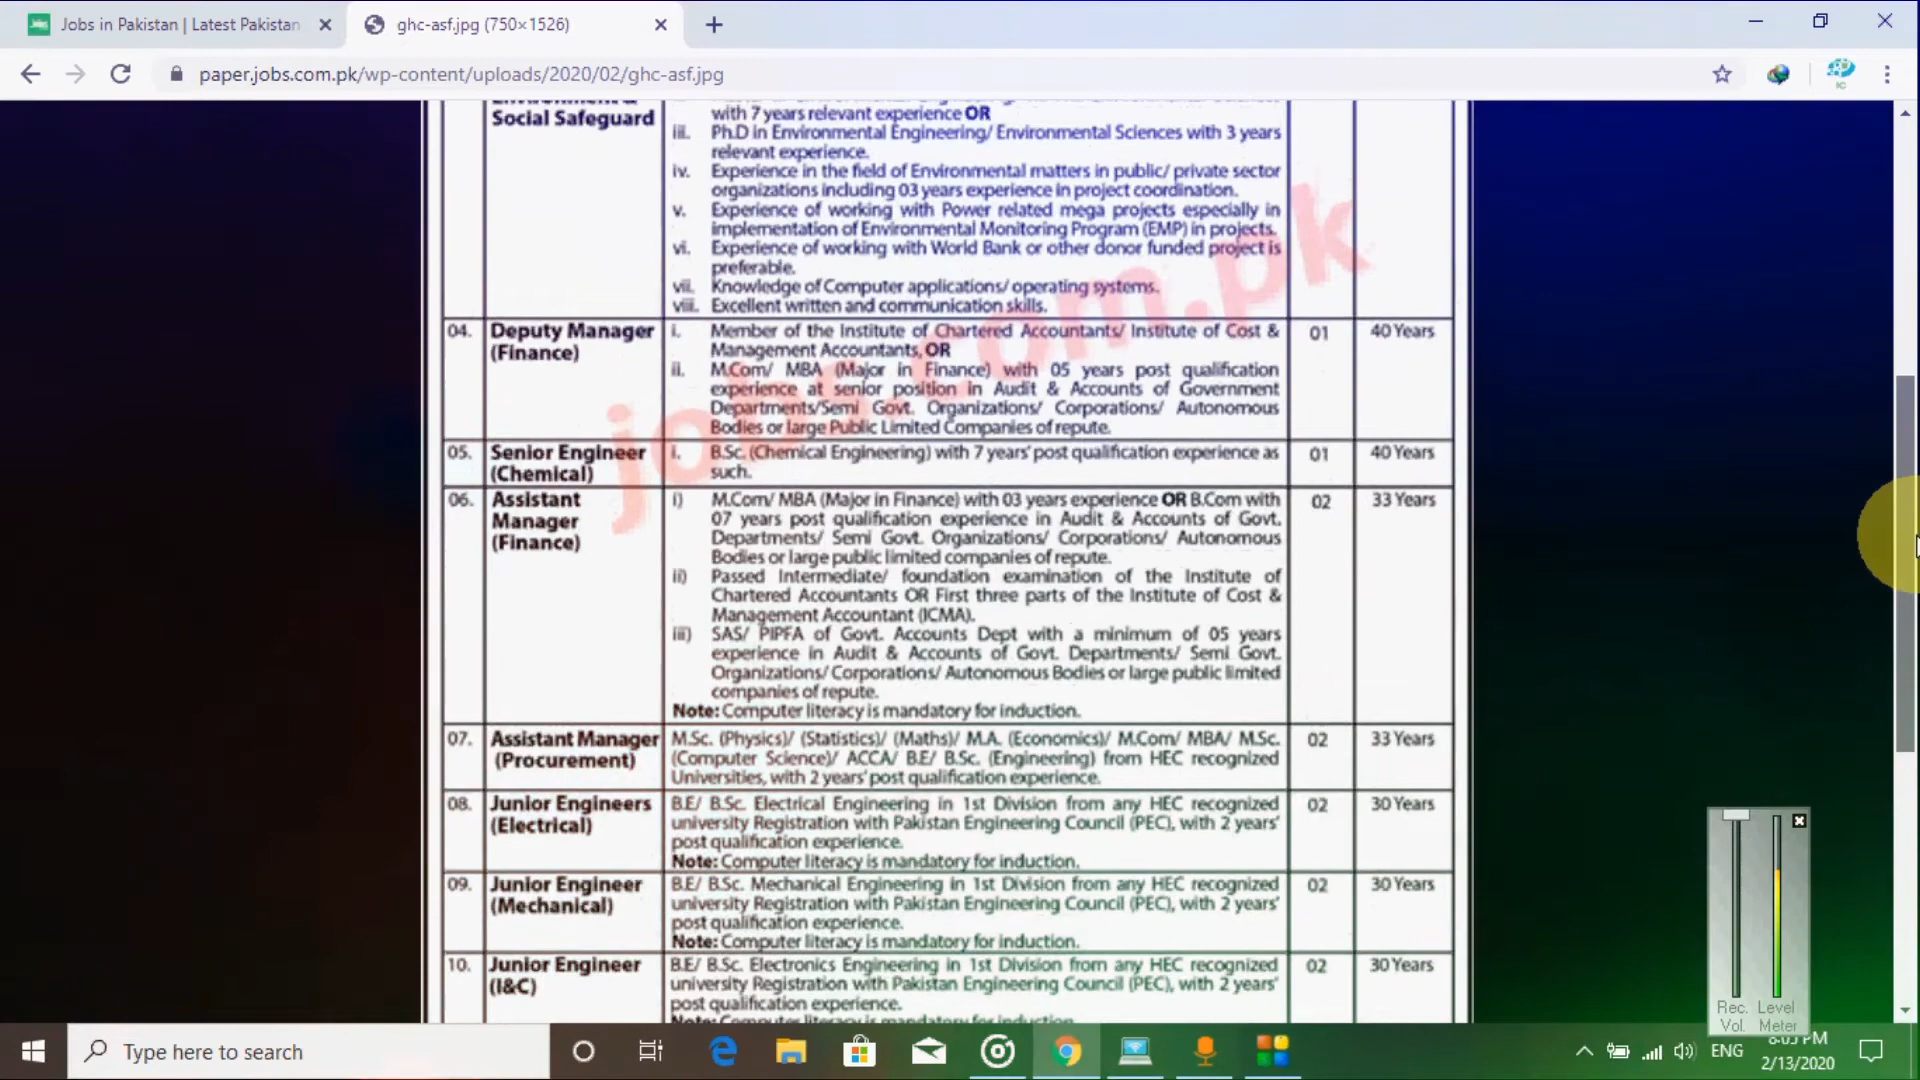 Jobs in Pakistan | Latest Pakistan
ghc-asf.jpg (750×1526)
paper.jobs.com.pk/wp-content/uploads/2020/02/ghc-asf.jpg
IC
Social Safeguard
with 7 years relevant experience OR
iii. Ph.D in Environmental Engineering/ Environmental Sciences with 3 years
relevant experience.
iv. Experience in the field of Environmental matters in public/ private sector
organizations including 03 years experience in project coordination.
v. Experience of working with Power related mega projects especially in
implementation of Environmental Monitoring Program (EMP) in projects.
vi. Experience of working with World Bank or other donor funded project is
preferable.
vii. Knowledge of Computer applications/ operating systems.
viii. Excellent written and communication skills.
04. Deputy Manager
(Finance)
i. Member of the Institute of Chartered Accountants/ Institute of Cost &
Management Accountants, OR
ii. M.Com/ MBA (Major in Finance) with 05 years post qualification
experience at senior position in Audit & Accounts of Government
Departments/Semi Govt. Organizations/ Corporations/ Autonomous
Bodies or large Public Limited Companies of repute.
01 40 Years
05. Senior Engineer
(Chemical)
i. B.Sc. (Chemical Engineering) with 7 years' post qualification experience as
such.
01 40 Years
06. Assistant
Manager
(Finance)
i) M.Com/ MBA (Major in Finance) with 03 years experience OR B.Com with
07 years post qualification experience in Audit & Accounts of Govt.
Departments/ Semi Govt. Organizations/ Corporations/ Autonomous
Bodies or large public limited companies of repute.
ii) Passed Intermediate/ foundation examination of the Institute of
Chartered Accountants OR First three parts of the Institute of Cost &
Management Accountant (ICMA).
iii) SAS/ PIPFA of Govt. Accounts Dept with a minimum of 05 years
experience in Audit & Accounts of Govt. Departments/ Semi Govt.
Organizations/ Corporations/ Autonomous Bodies or large public limited
companies of repute.
Note: Computer literacy is mandatory for induction.
02 33 Years
07. Assistant Manager
(Procurement)
M.Sc. (Physics)/ (Statistics)/ (Maths)/ M.A. (Economics)/ M.Com/ MBA/ M.Sc.
(Computer Science)/ ACCA/ B.E/ B.Sc. (Engineering) from HEC recognized
Universities, with 2 years' post qualification experience.
02 33 Years
08. Junior Engineers
(Electrical)
B.E/ B.Sc. Electrical Engineering in 1st Division from any HEC recognized
university Registration with Pakistan Engineering Council (PEC), with 2 years'
post qualification experience.
Note: Computer literacy is mandatory for induction.
02 30 Years
09. Junior Engineer
(Mechanical)
B.E/ B.Sc. Mechanical Engineering in 1st Division from any HEC recognized
university Registration with Pakistan Engineering Council (PEC), with 2 years'
post qualification experience.
Note: Computer literacy is mandatory for induction.
02 30 Years
10. Junior Engineer
(I&C)
B.E/ B.Sc. Electronics Engineering in 1st Division from any HEC recognized
university Registration with Pakistan Engineering Council (PEC), with 2 years'
post qualification experience.
Note: Computer literacy is mandatory for induction.
02 30 Years
jobs.com.pk
Rec. Level
Vol. Meter
Type here to search
ENG
2/13/2020